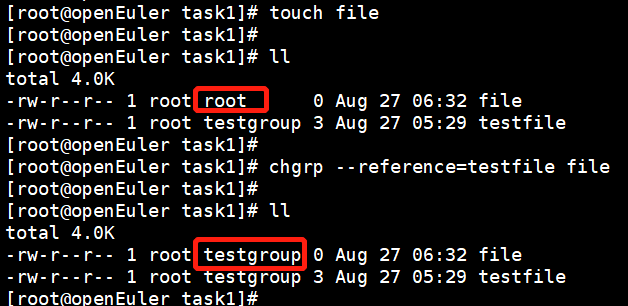 [root@openEuler task1]# touch file
[root@openEuler task1]#
[root@openEuler task1]# ll
total 4.0K
-rw-r--r-- 1 root root      0 Aug 27 06:32 file
-rw-r--r-- 1 root testgroup 3 Aug 27 05:29 testfile
[root@openEuler task1]#
[root@openEuler task1]# chgrp --reference=testfile file
[root@openEuler task1]#
[root@openEuler task1]# ll
total 4.0K
-rw-r--r-- 1 root testgroup 0 Aug 27 06:32 file
-rw-r--r-- 1 root testgroup 3 Aug 27 05:29 testfile
[root@openEuler task1]#